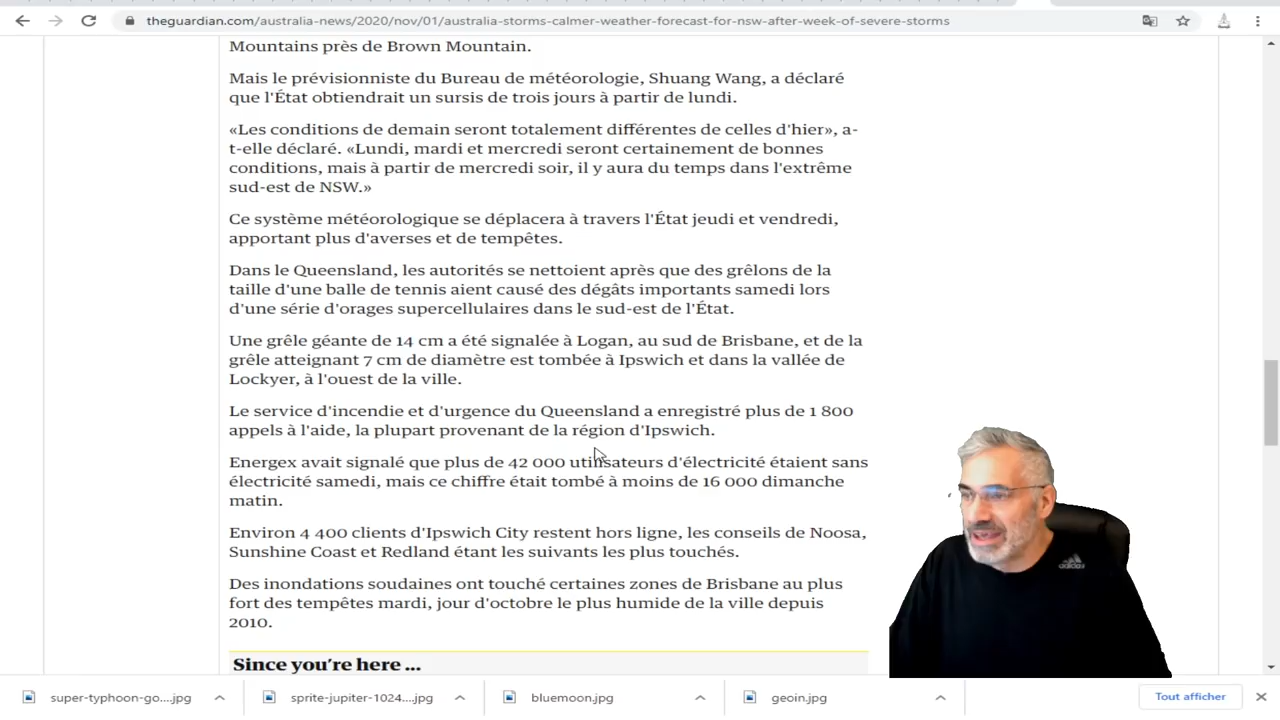 theguardian.com/australia-news/2020/nov/01/australia-storms-calmer-weather-forecast-for-nsw-after-week-of-severe-storms
Mountains près de Brown Mountain.
Mais le prévisionniste du Bureau de météorologie, Shuang Wang, a déclaré
que l'État obtiendrait un sursis de trois jours à partir de lundi.
«Les conditions de demain seront totalement différentes de celles d'hier», a-
t-elle déclaré. «Lundi, mardi et mercredi seront certainement de bonnes
conditions, mais à partir de mercredi soir, il y aura du temps dans l'extrême
sud-est de NSW.»
Ce système météorologique se déplacera à travers l'État jeudi et vendredi,
apportant plus d'averses et de tempêtes.
Dans le Queensland, les autorités se nettoient après que des grêlons de la
taille d'une balle de tennis aient causé des dégâts importants samedi lors
d'une série d'orages supercellulaires dans le sud-est de l'État.
Une grêle géante de 14 cm a été signalée à Logan, au sud de Brisbane, et de la
grêle atteignant 7 cm de diamètre est tombée à Ipswich et dans la vallée de
Lockyer, à l'ouest de la ville.
Le service d'incendie et d'urgence du Queensland a enregistré plus de 1 800
appels à l'aide, la plupart provenant de la région d'Ipswich.
Energex avait signalé que plus de 42 000 utilisateurs d'électricité étaient sans
électricité samedi, mais ce chiffre était tombé à moins de 16 000 dimanche
matin.
Environ 4 400 clients d'Ipswich City restent hors ligne, les conseils de Noosa,
Sunshine Coast et Redland étant les suivants les plus touchés.
Des inondations soudaines ont touché certaines zones de Brisbane au plus
fort des tempêtes mardi, jour d'octobre le plus humide de la ville depuis
2010.
Since you're here ...
adidas
super-typhoon-go....jpg
sprite-jupiter-1024....jpg
bluemoon.jpg
geoin.jpg
Tout afficher